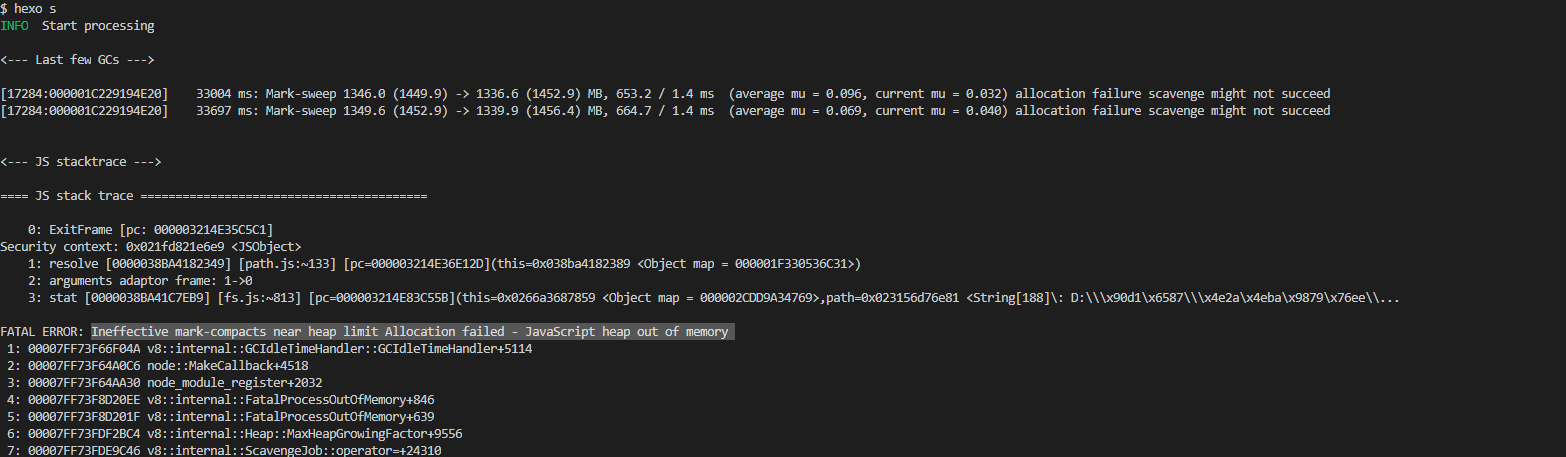 $ hexo s
INFO  Start processing
<--- Last few GCs --->
[17284:000001C229194E20]    33004 ms: Mark-sweep 1346.0 (1449.9) -> 1336.6 (1452.9) MB, 653.2 / 1.4 ms  (average mu = 0.096, current mu = 0.032) allocation failure scavenge might not succeed
[17284:000001C229194E20]    33697 ms: Mark-sweep 1349.6 (1452.9) -> 1339.9 (1456.4) MB, 664.7 / 1.4 ms  (average mu = 0.069, current mu = 0.040) allocation failure scavenge might not succeed
<--- JS stacktrace --->
==== JS stack trace =========================================
0: ExitFrame [pc: 000003214E35C5C1]
Security context: 0x021fd821e6e9 <JSObject>
1: resolve [0000038BA4182349] [path.js:~133] [pc=000003214E36E12D](this=0x038ba4182389 <Object map = 000001F330536C31>)
2: arguments adaptor frame: 1->0
3: stat [0000038BA41C7EB9] [fs.js:~813] [pc=000003214E83C55B](this=0x0266a3687859 <Object map = 000002CDD9A34769>,path=0x023156d76e81 <String[188]\: D:\\\x90d1\x6587\\\x4e2a\x4eba\x9879\x76ee\\...
FATAL ERROR: Ineffective mark-compacts near heap limit Allocation failed - JavaScript heap out of memory
1: 00007FF73F66F04A v8::internal::GCIdleTimeHandler::GCIdleTimeHandler+5114
2: 00007FF73F64A0C6 node::MakeCallback+4518
3: 00007FF73F64AA30 node_module_register+2032
4: 00007FF73F8D20EE v8::internal::FatalProcessOutOfMemory+846
5: 00007FF73F8D201F v8::internal::FatalProcessOutOfMemory+639
6: 00007FF73FDF2BC4 v8::internal::Heap::MaxHeapGrowingFactor+9556
7: 00007FF73FDE9C46 v8::internal::ScavengeJob::operator=+24310